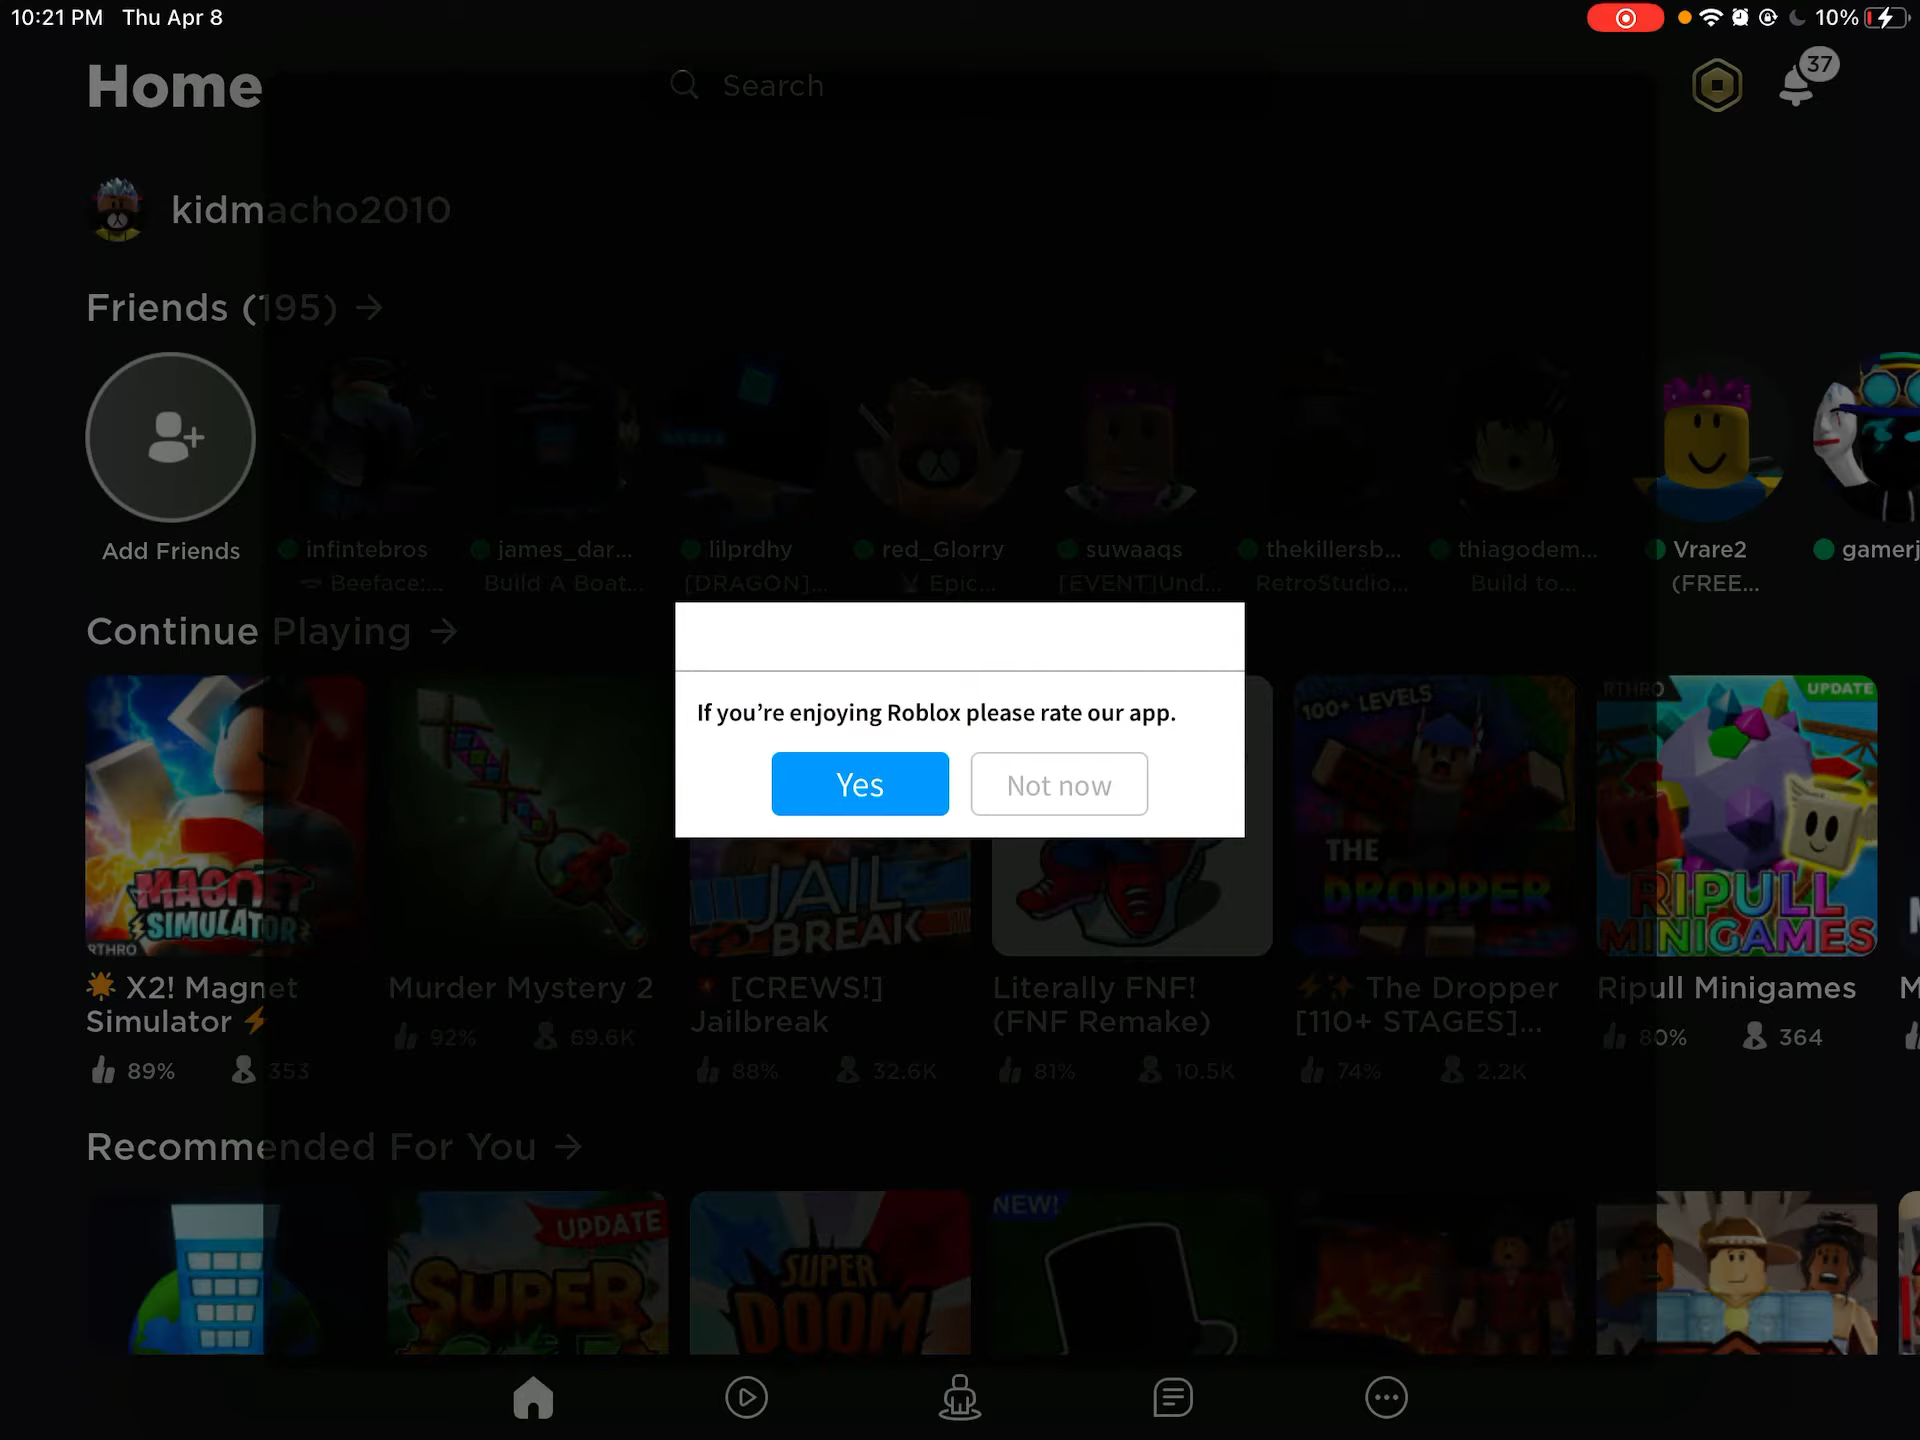 10:21 PM Thu Apr 8
10%
Home
Search
37
kidmacho2010
Friends (195) →
Add Friends
infintebros
james_dar...
lilprdhy
red_Glorry
suwaaqs
thekillersb...
thiagodem...
Vrare2
gamerj
Beeface:...
Build A Boat...
[DRAGON]...
Epic...
[EVENT]Und...
RetroStudio...
Build to...
(FREE...
Continue Playing →
If you’re enjoying Roblox please rate our app.
Yes
Not now
MAGNET
SIMULATOR
RTHRO
JAIL
BREAK
100+ LEVELS
THE
DROPPER
RTHRO
UPDATE
RIPULL
MINIGAMES
🌟 X2! Magnet
Simulator ⚡
89%
353
Murder Mystery 2
92%
69.6K
[CREWS!]
Jailbreak
88%
32.6K
Literally FNF!
(FNF Remake)
81%
10.5K
⚡✨ The Dropper
[110+ STAGES]...
74%
2.2K
Ripull Minigames
80%
364
M
Recommended For You →
UPDATE
SUPER
SUPER
DOOM
NEW!